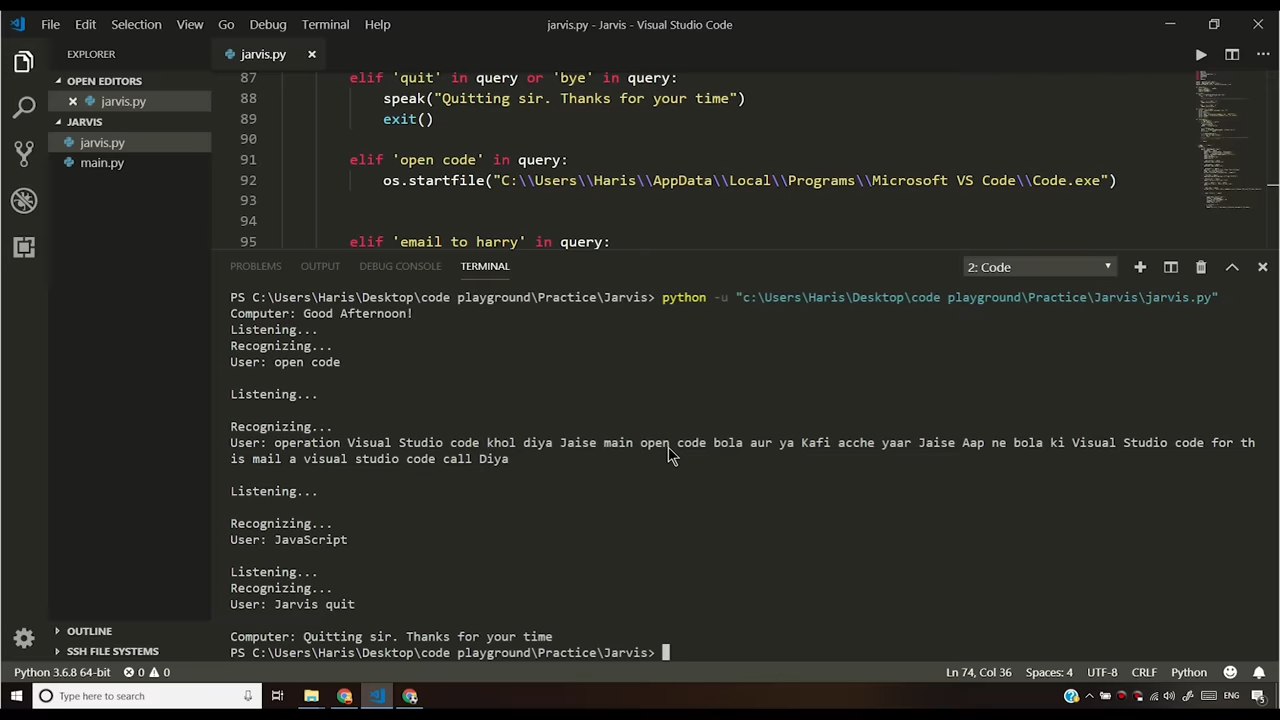 File Edit Selection View Go Debug Terminal Help jarvis.py - Jarvis - Visual Studio Code
EXPLORER
OPEN EDITORS
jarvis.py
JARVIS
jarvis.py
main.py
OUTLINE
SSH FILE SYSTEMS
jarvis.py
87 elif 'quit' in query or 'bye' in query:
88 speak("Quitting sir. Thanks for your time")
89 exit()
90
91 elif 'open code' in query:
92 os.startfile("C:\\Users\\Haris\\AppData\\Local\\Programs\\Microsoft VS Code\\Code.exe")
93
94
95 elif 'email to harry' in query:
PROBLEMS OUTPUT DEBUG CONSOLE TERMINAL 2: Code
PS C:\Users\Haris\Desktop\code playground\Practice\Jarvis> python -u "c:\Users\Haris\Desktop\code playground\Practice\Jarvis\jarvis.py"
Computer: Good Afternoon!
Listening...
Recognizing...
User: open code
Listening...
Recognizing...
User: operation Visual Studio code khol diya Jaise main open code bola aur ya Kafi acche yaar Jaise Aap ne bola ki Visual Studio code for th
is mail a visual studio code call Diya
Listening...
Recognizing...
User: JavaScript
Listening...
Recognizing...
User: Jarvis quit
Computer: Quitting sir. Thanks for your time
PS C:\Users\Haris\Desktop\code playground\Practice\Jarvis>
Python 3.6.8 64-bit 0 0 Ln 74, Col 36 Spaces: 4 UTF-8 CRLF Python
Type here to search ENG 5